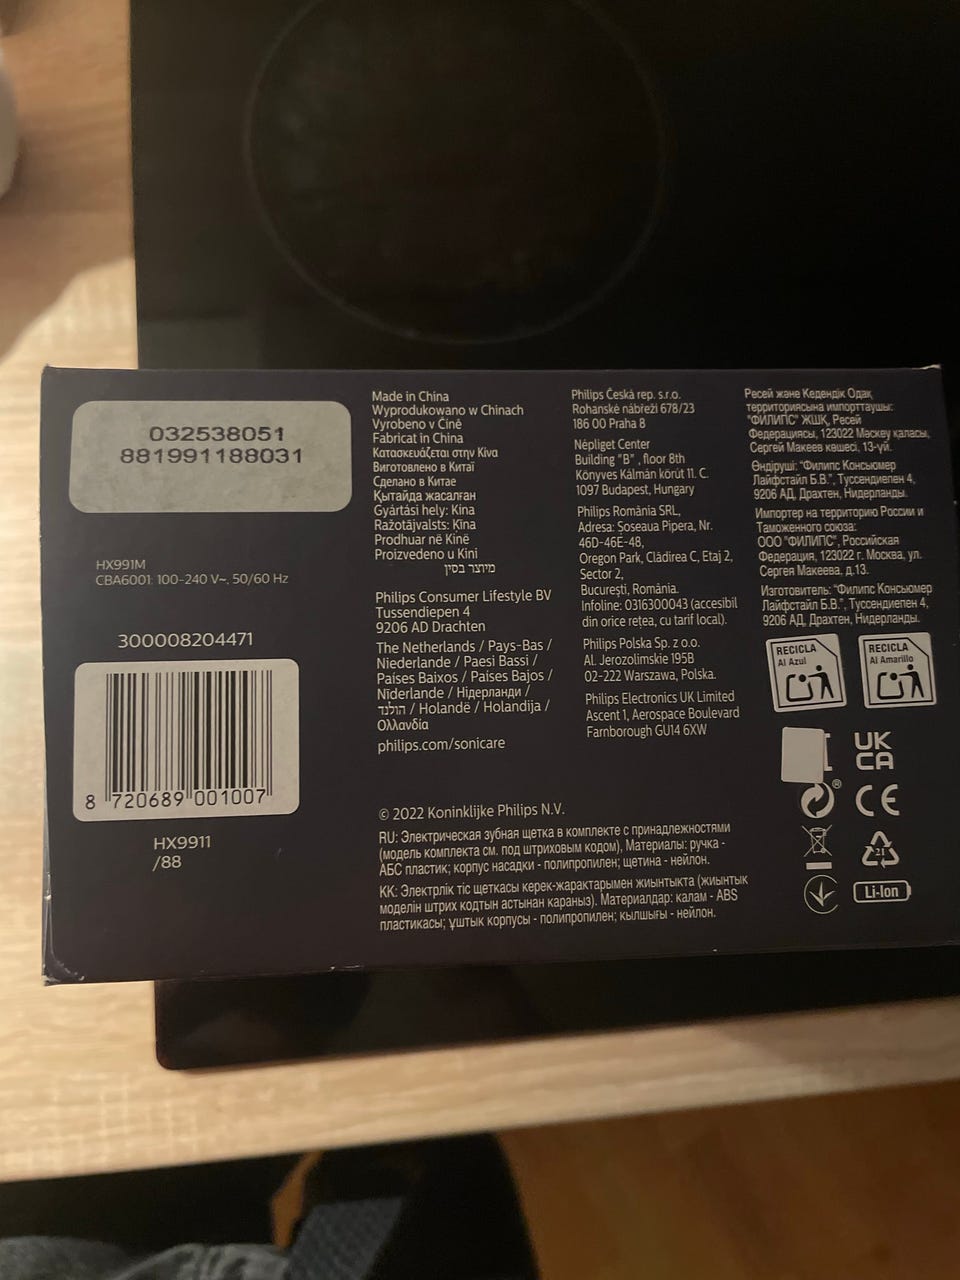 032538051
881991188031
HX991M
CBA6001: 100-240 V~, 50/60 Hz
300008204471
8 720689 001007
HX9911
/88
Made in China
Wyprodukowano w Chinach
Vyrobeno v Číně
Fabricat în China
Κατασκευάζεται στην Κίνα
Виготовлено в Китаї
Сделано в Китае
Қытайда жасалған
Gyártási hely: Kína
Ražotājvalsts: Ķīna
Prodhuar në Kinë
Proizvedeno u Kini
מיוצר בסין
Philips Consumer Lifestyle BV
Tussendiepen 4
9206 AD Drachten
The Netherlands / Pays-Bas /
Niederlande / Paesi Bassi /
Países Baixos / Países Bajos /
Nīderlande / Нідерланди /
הולנד / Holandë / Holandija /
Ολλανδία
philips.com/sonicare
Philips Česká rep. s.r.o.
Rohanské nábřeží 678/23
186 00 Praha 8
Népliget Center
Building "B" , floor 8th
Könyves Kálmán körút 11. C.
1097 Budapest, Hungary
Philips România SRL,
Adresa: Șoseaua Pipera, Nr.
46D-46E-48,
Oregon Park, Clădirea C, Etaj 2,
Sector 2,
București, România.
Infoline: 0316300043 (accesibil
din orice rețea, cu tarif local).
Philips Polska Sp. z o.o.
Al. Jerozolimskie 195B
02-222 Warszawa, Polska.
Philips Electronics UK Limited
Ascent 1, Aerospace Boulevard
Farnborough GU14 6XW
Ресей және Кедендік Одақ
территориясына импорттаушы:
"ФИЛИПС" ЖШҚ, Ресей
Федерациясы, 123022 Мәскеу қаласы,
Сергей Макеев көшесі, 13-үй.
Өндіруші: "Филипс Консьюмер
Лайфстайл Б.В.", Туссендиепен 4,
9206 АД, Драхтен, Нидерланды.
Импортер на территорию России и
Таможенного союза:
ООО "ФИЛИПС", Российская
Федерация, 123022 г. Москва, ул.
Сергея Макеева, д.13.
Изготовитель: "Филипс Консьюмер
Лайфстайл Б.В.", Туссендиепен 4,
9206 АД, Драхтен, Нидерланды.
RECICLA
Al Azul
RECICLA
Al Amarillo
UK
CA
®
CE
21
Li-Ion
© 2022 Koninklijke Philips N.V.
RU: Электрическая зубная щетка в комплекте с принадлежностями
(модель комплекта см. под штриховым кодом), Материалы: ручка -
АБС пластик; корпус насадки - полипропилен; щетина - нейлон.
KK: Электрлік тіс щеткасы керек-жарақтарымен жиынтықта (жиынтық
моделін штрих кодтын астынан караныз). Материалдар: калам - ABS
пластикасы; ұштык корпусы - полипропилен; кылшығы - нейлон.